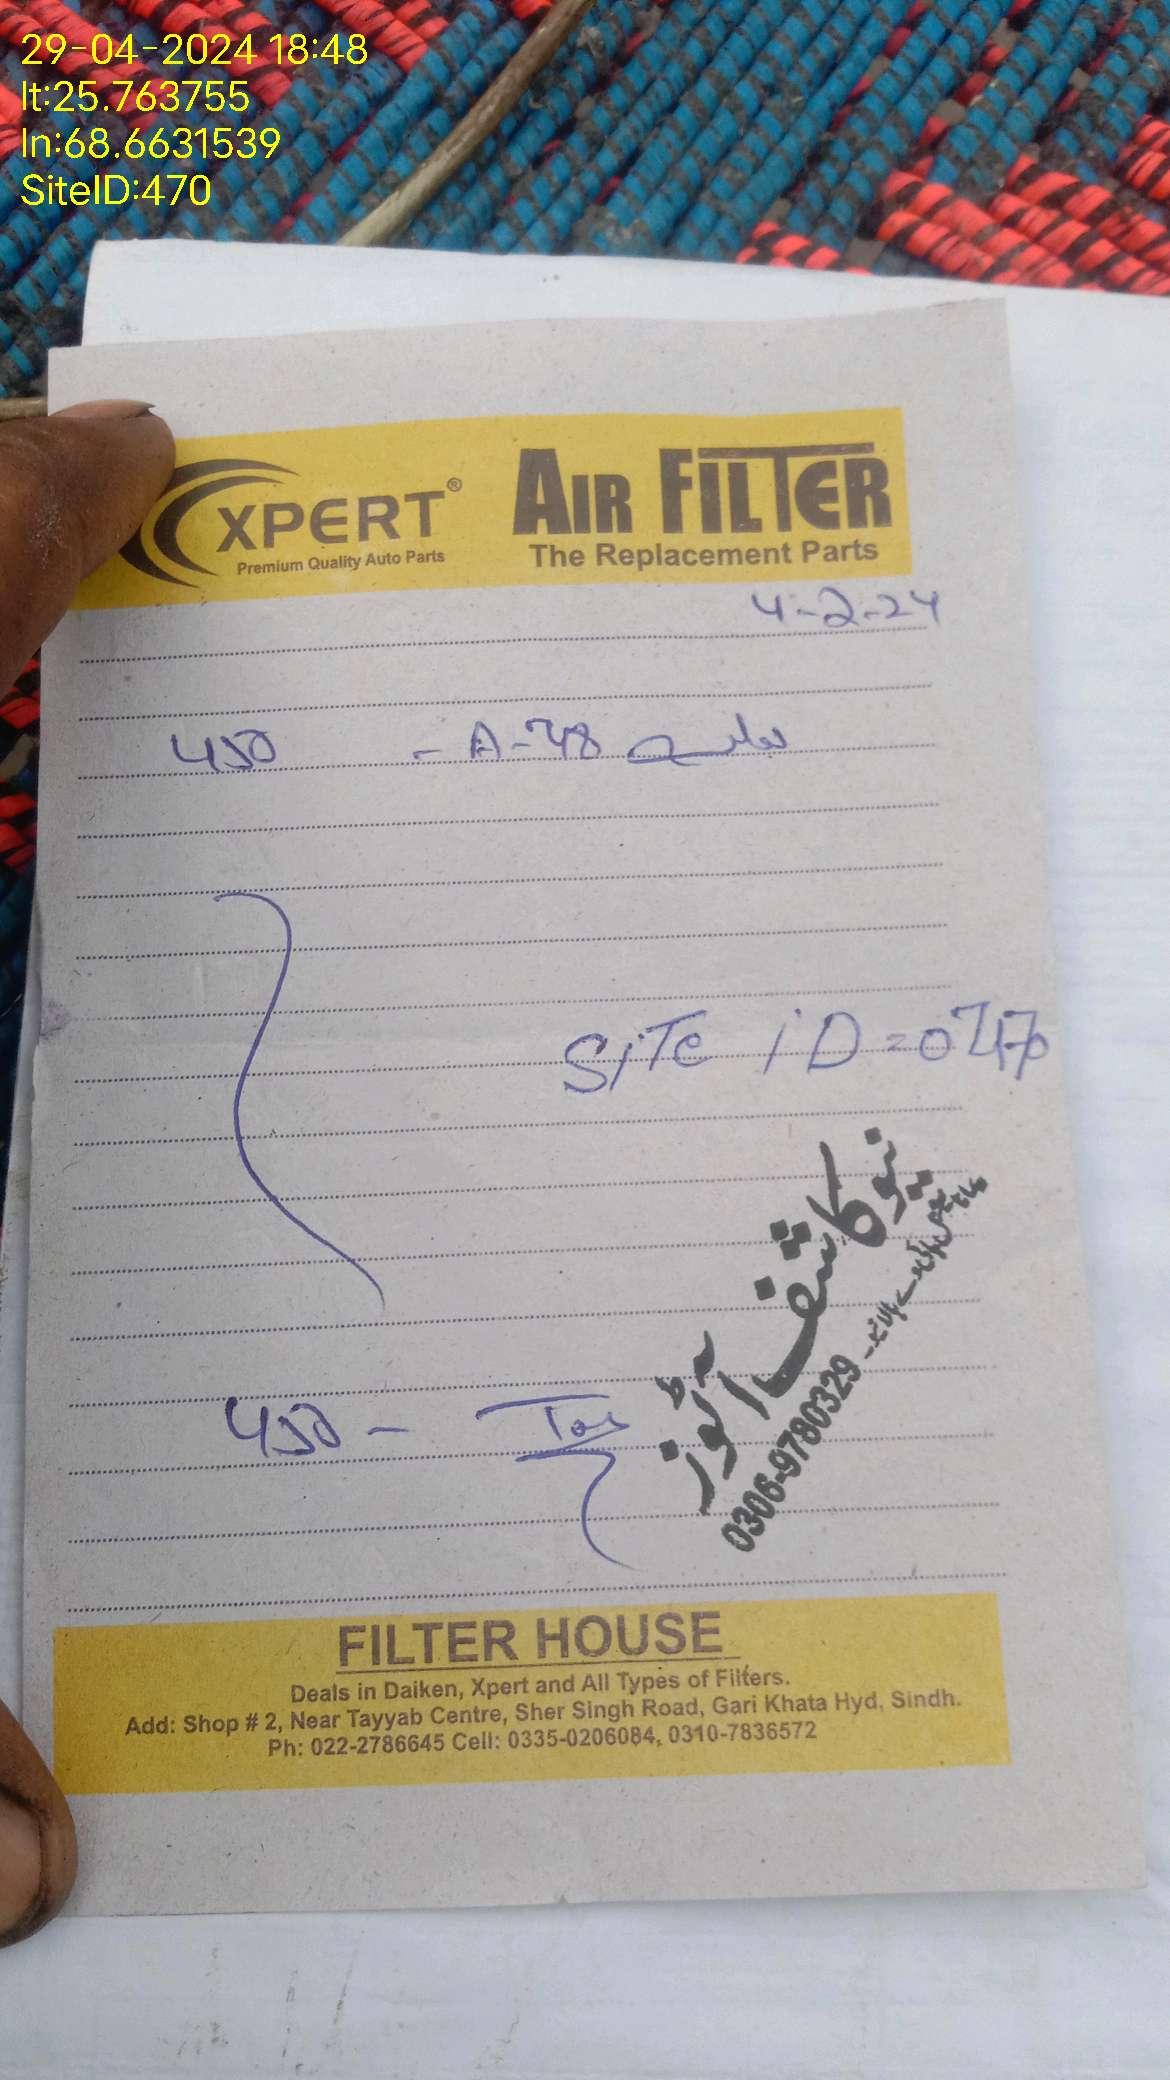 29-04-2024 18:48
lt:25.763755
ln:68.6631539
SiteID:470
XPERT®
Premium Quality Auto Parts
AIR FILTER
The Replacement Parts
4-2-24
450 - A-48
SiTe iD=0470
نیو کاشف آٹوز
0306-9780329
450 -
FILTER HOUSE
Deals in Daiken, Xpert and All Types of Filters.
Add: Shop # 2, Near Tayyab Centre, Sher Singh Road, Gari Khata Hyd, Sindh.
Ph: 022-2786645 Cell: 0335-0206084, 0310-7836572